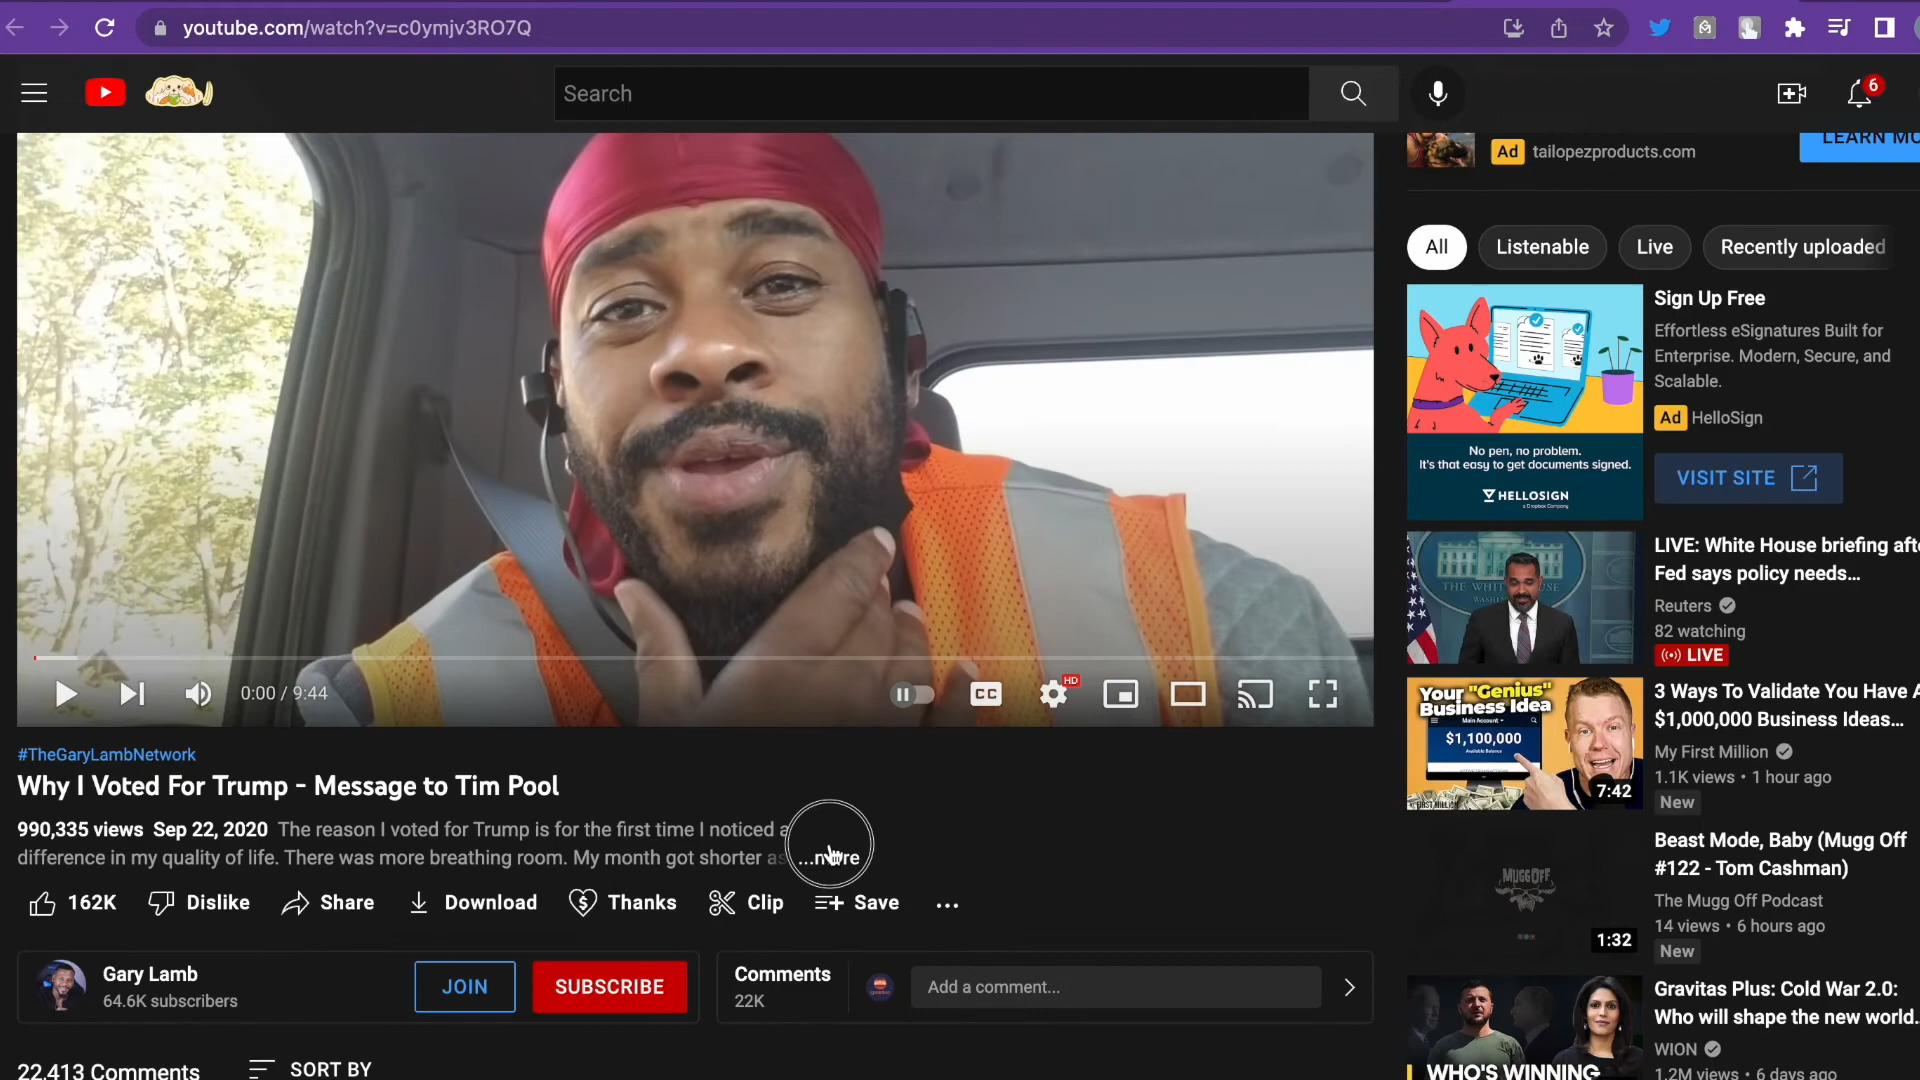 youtube.com/watch?v=c0ymjv3RO7Q
Search
6
Ad tailopezproducts.com
LEARN MO
All
Listenable
Live
Recently uploaded
0:00 / 9:44
CC
HD
#TheGaryLambNetwork
Why I Voted For Trump - Message to Tim Pool
990,335 views Sep 22, 2020 The reason I voted for Trump is for the first time I noticed a
difference in my quality of life. There was more breathing room. My month got shorter as ...more
162K
Dislike
Share
Download
Thanks
Clip
Save
Gary Lamb
64.6K subscribers
JOIN
SUBSCRIBE
Comments
22K
Add a comment...
22,413 Comments
SORT BY
No pen, no problem.
It's that easy to get documents signed.
HELLOSIGN
a Dropbox Company
Sign Up Free
Effortless eSignatures Built for
Enterprise. Modern, Secure, and
Scalable.
Ad HelloSign
VISIT SITE
THE WHITE HOUSE
LIVE: White House briefing afte
Fed says policy needs...
Reuters
82 watching
LIVE
Your "Genius"
Business Idea
Main Account
$1,100,000
Available Balance
7:42
3 Ways To Validate You Have A
$1,000,000 Business Ideas...
My First Million
1.1K views • 1 hour ago
New
MUGG OFF
1:32
Beast Mode, Baby (Mugg Off
#122 - Tom Cashman)
The Mugg Off Podcast
14 views • 6 hours ago
New
WHO'S WINNING
Gravitas Plus: Cold War 2.0:
Who will shape the new world...
WION
1.2M views • 6 days ago